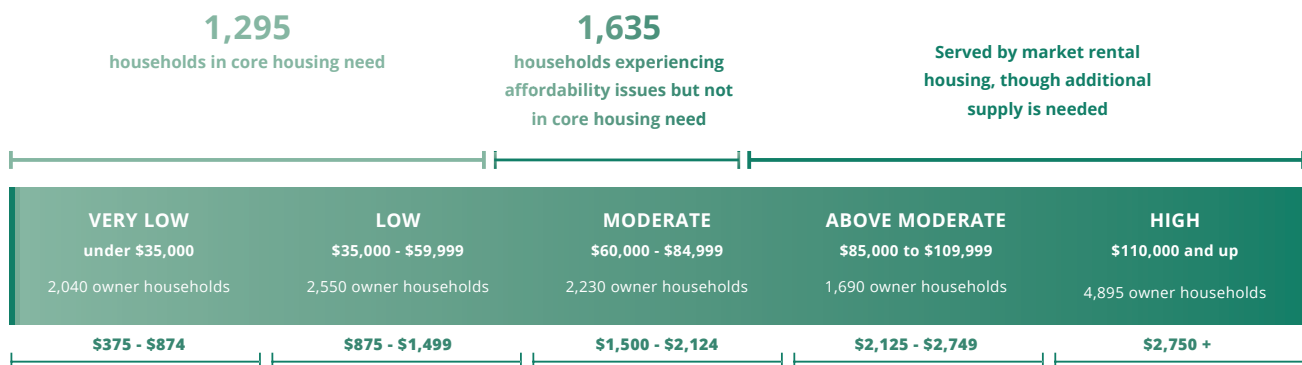 1,295
households in core housing need
1,635
households experiencing
affordability issues but not
in core housing need
Served by market rental
housing, though additional
supply is needed
VERY LOW
under $35,000
2,040 owner households
LOW
$35,000 - $59,999
2,550 owner households
MODERATE
$60,000 - $84,999
2,230 owner households
ABOVE MODERATE
$85,000 to $109,999
1,690 owner households
HIGH
$110,000 and up
4,895 owner households
$375 - $874
$875 - $1,499
$1,500 - $2,124
$2,125 - $2,749
$2,750 +